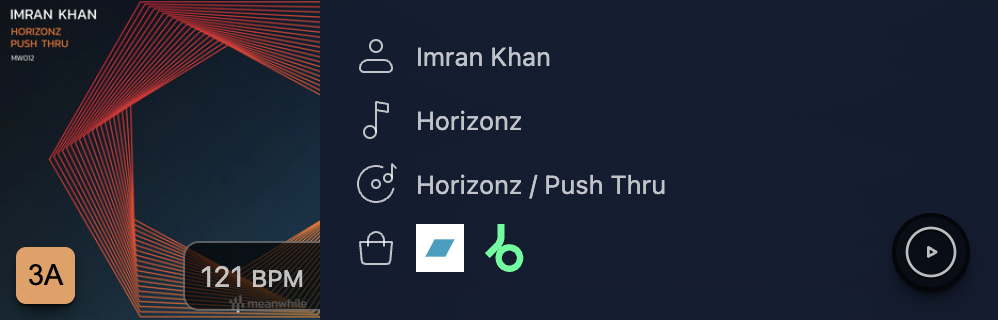 IMRAN KHAN
HORIZONZ
PUSH THRU
MW012
3A
121 BPM
meanwhile
Imran Khan
Horizonz
Horizonz / Push Thru